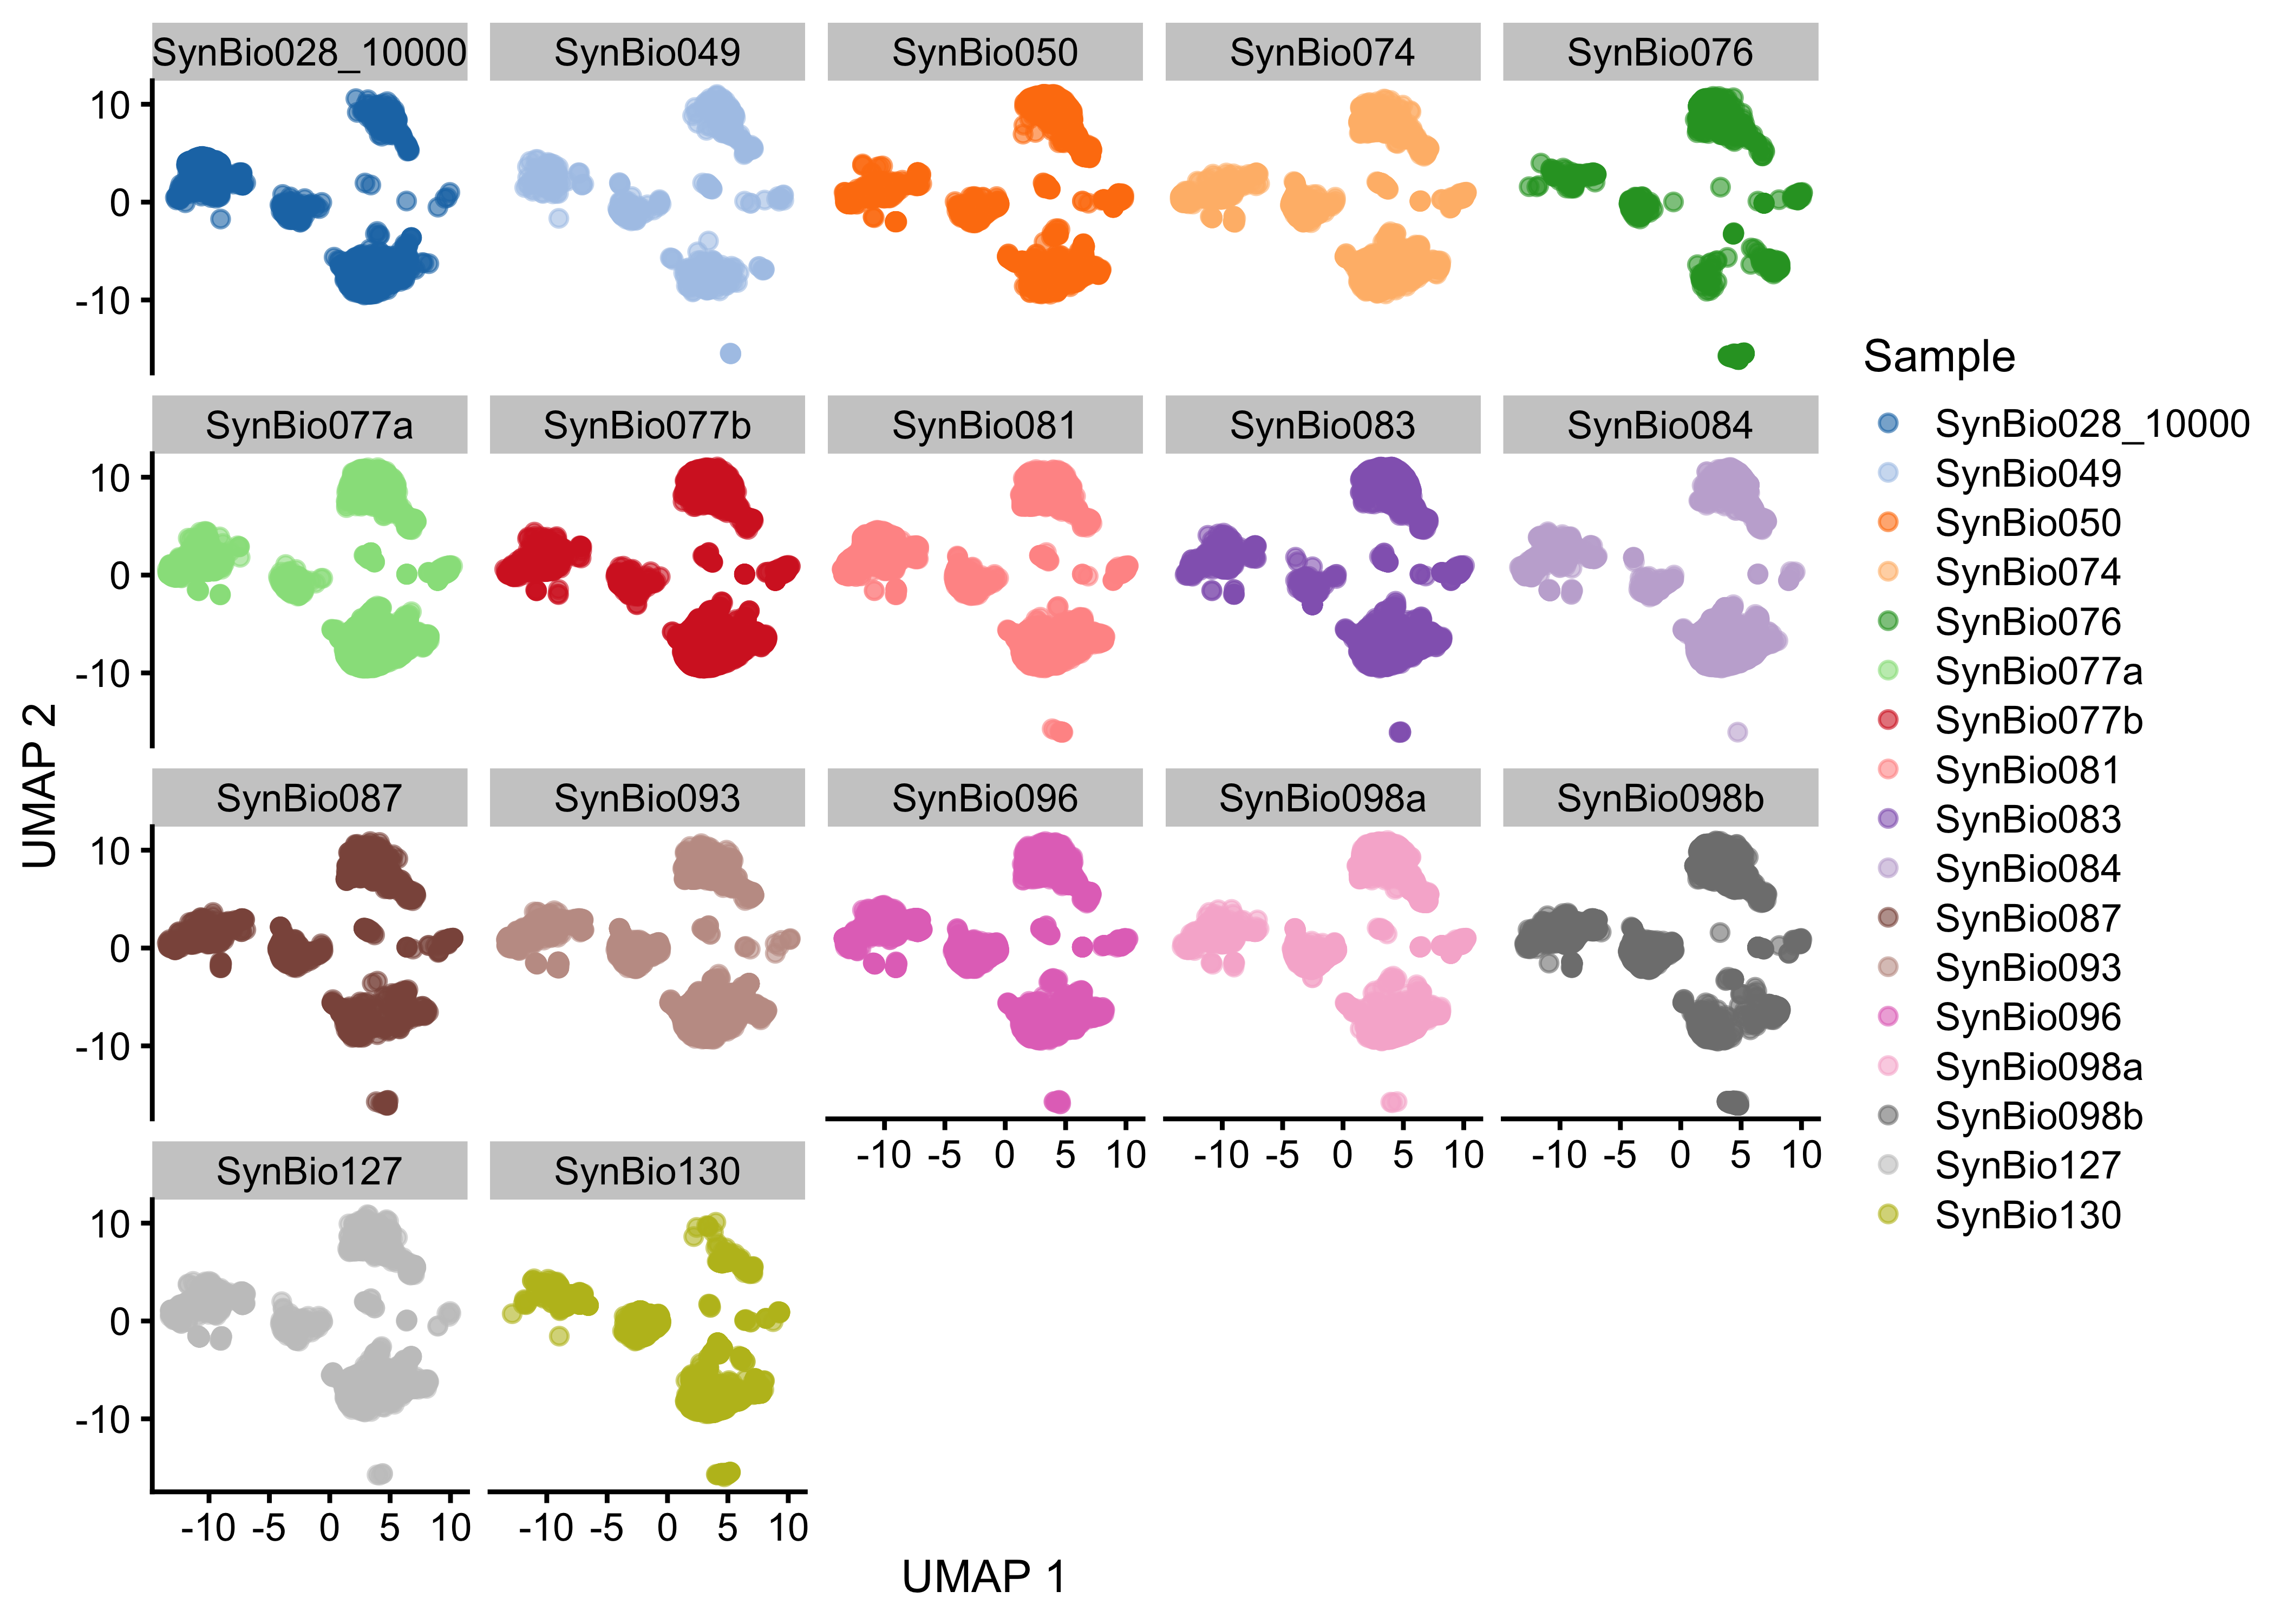 SynBio028_10000 SynBio049 SynBio050 SynBio074 SynBio076
10
0
-10
SynBio077a SynBio077b SynBio081 SynBio083 SynBio084
10
0
-10
SynBio087 SynBio093 SynBio096 SynBio098a SynBio098b
10
0
-10
-10 -5 0 5 10 -10 -5 0 5 10 -10 -5 0 5 10
SynBio127 SynBio130
10
0
-10
-10 -5 0 5 10 -10 -5 0 5 10
UMAP 1
UMAP 2
Sample
SynBio028_10000
SynBio049
SynBio050
SynBio074
SynBio076
SynBio077a
SynBio077b
SynBio081
SynBio083
SynBio084
SynBio087
SynBio093
SynBio096
SynBio098a
SynBio098b
SynBio127
SynBio130